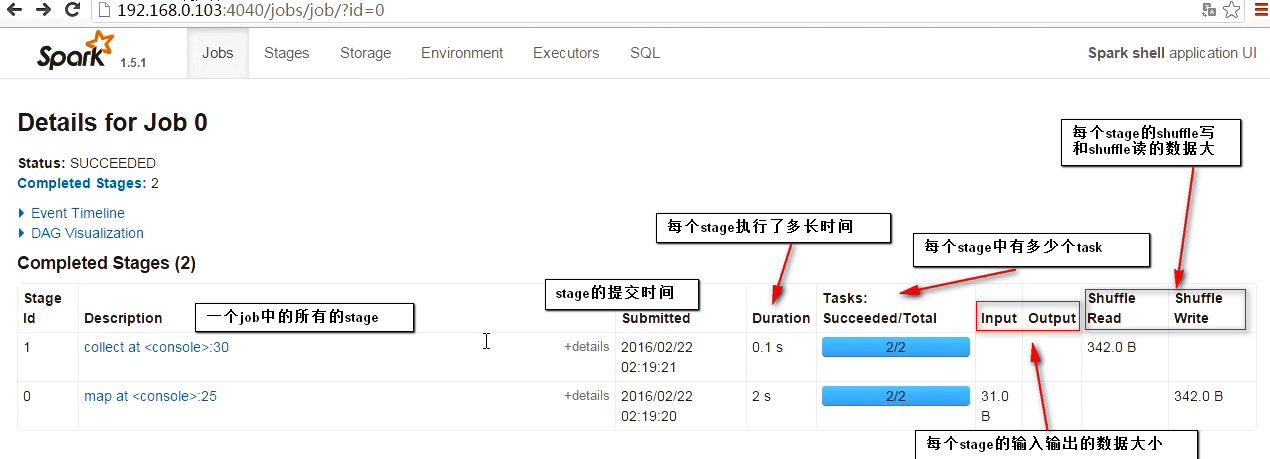 192.168.0.103:4040/jobs/job/?id=0
Spark 1.5.1
Jobs
Stages
Storage
Environment
Executors
SQL
Spark shell application UI
Details for Job 0
每个stage的shuffle写
和shuffle读的数据大
Status: SUCCEEDED
Completed Stages: 2
Event Timeline
DAG Visualization
每个stage执行了多长时间
每个stage中有多少个task
Completed Stages (2)
stage的提交时间
一个job中的所有的stage
Stage
Id
Description
Submitted
Duration
Tasks:
Succeeded/Total
Input
Output
Shuffle
Read
Shuffle
Write
1
collect at <console>:30
+details
2016/02/22
02:19:21
0.1 s
2/2
342.0 B
0
map at <console>:25
+details
2016/02/22
02:19:20
2 s
2/2
31.0
B
342.0 B
每个stage的输入输出的数据大小